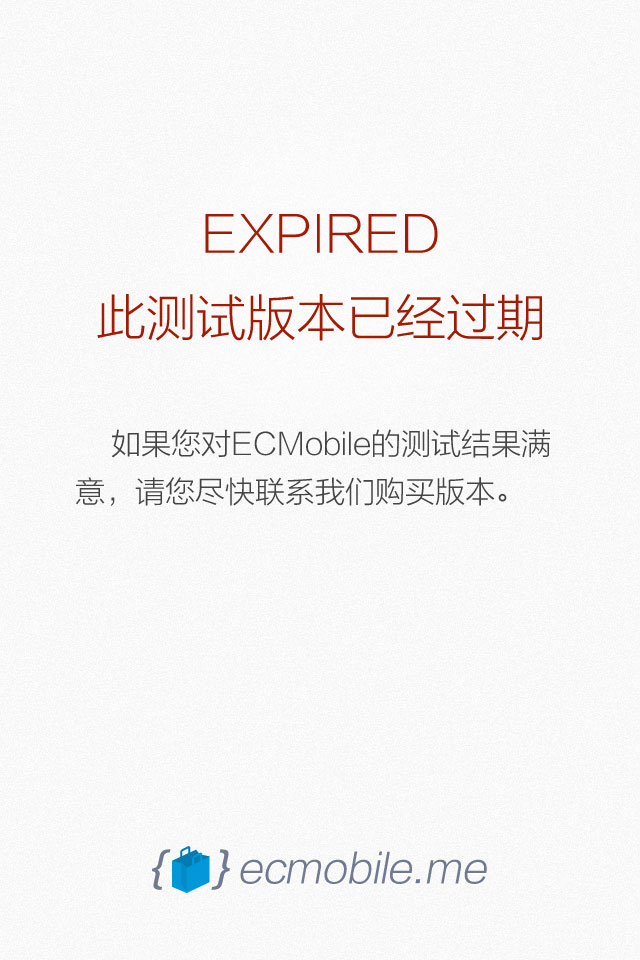 EXPIRED
此测试版本已经过期
如果您对ECMobile的测试结果满
意，请您尽快联系我们购买版本。
{ } ecmobile.me